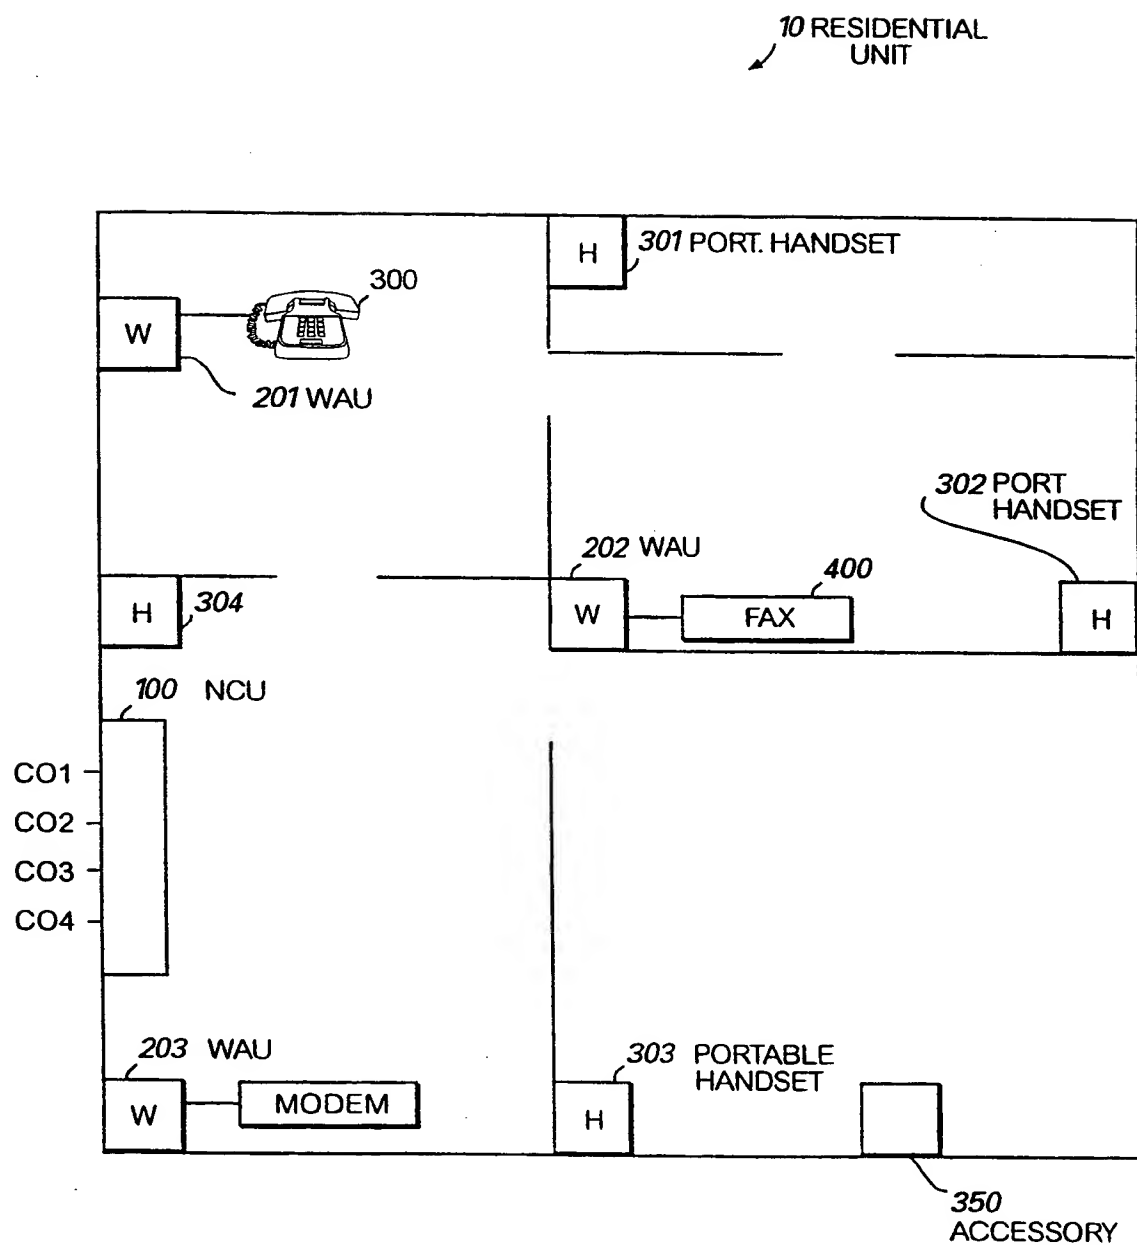 10 RESIDENTIAL
UNIT
H
301 PORT. HANDSET
300
W
201 WAU
302 PORT
HANDSET
202 WAU
400
H
304
W
FAX
H
100 NCU
CO1
CO2
CO3
CO4
203 WAU
303 PORTABLE
HANDSET
W
MODEM
H
350
ACCESSORY